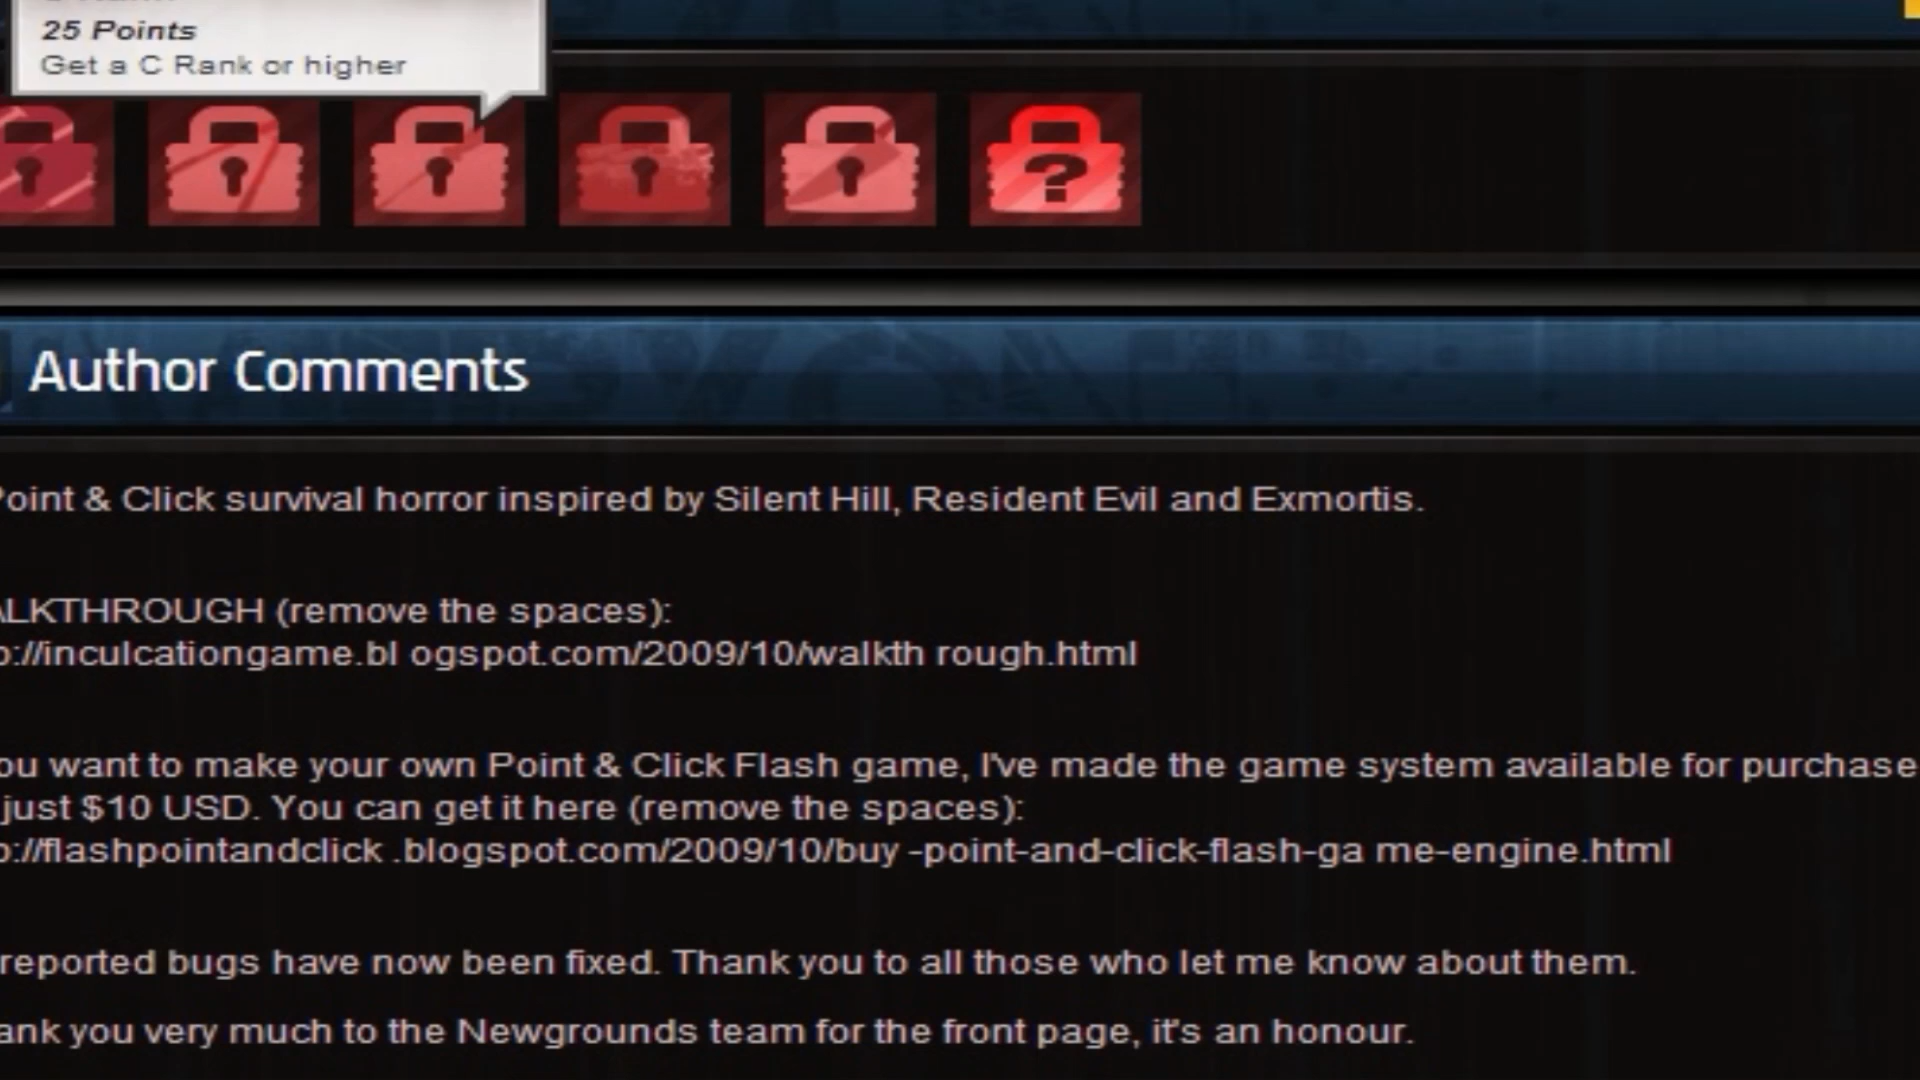 25 Points
Get a C Rank or higher
?
Author Comments
Point & Click survival horror inspired by Silent Hill, Resident Evil and Exmortis.
ALKTHROUGH (remove the spaces):
p://inculcationgame.bl ogspot.com/2009/10/walkth rough.html
ou want to make your own Point & Click Flash game, I've made the game system available for purchase
just $10 USD. You can get it here (remove the spaces):
p://flashpointandclick .blogspot.com/2009/10/buy -point-and-click-flash-ga me-engine.html
reported bugs have now been fixed. Thank you to all those who let me know about them.
ank you very much to the Newgrounds team for the front page, it's an honour.